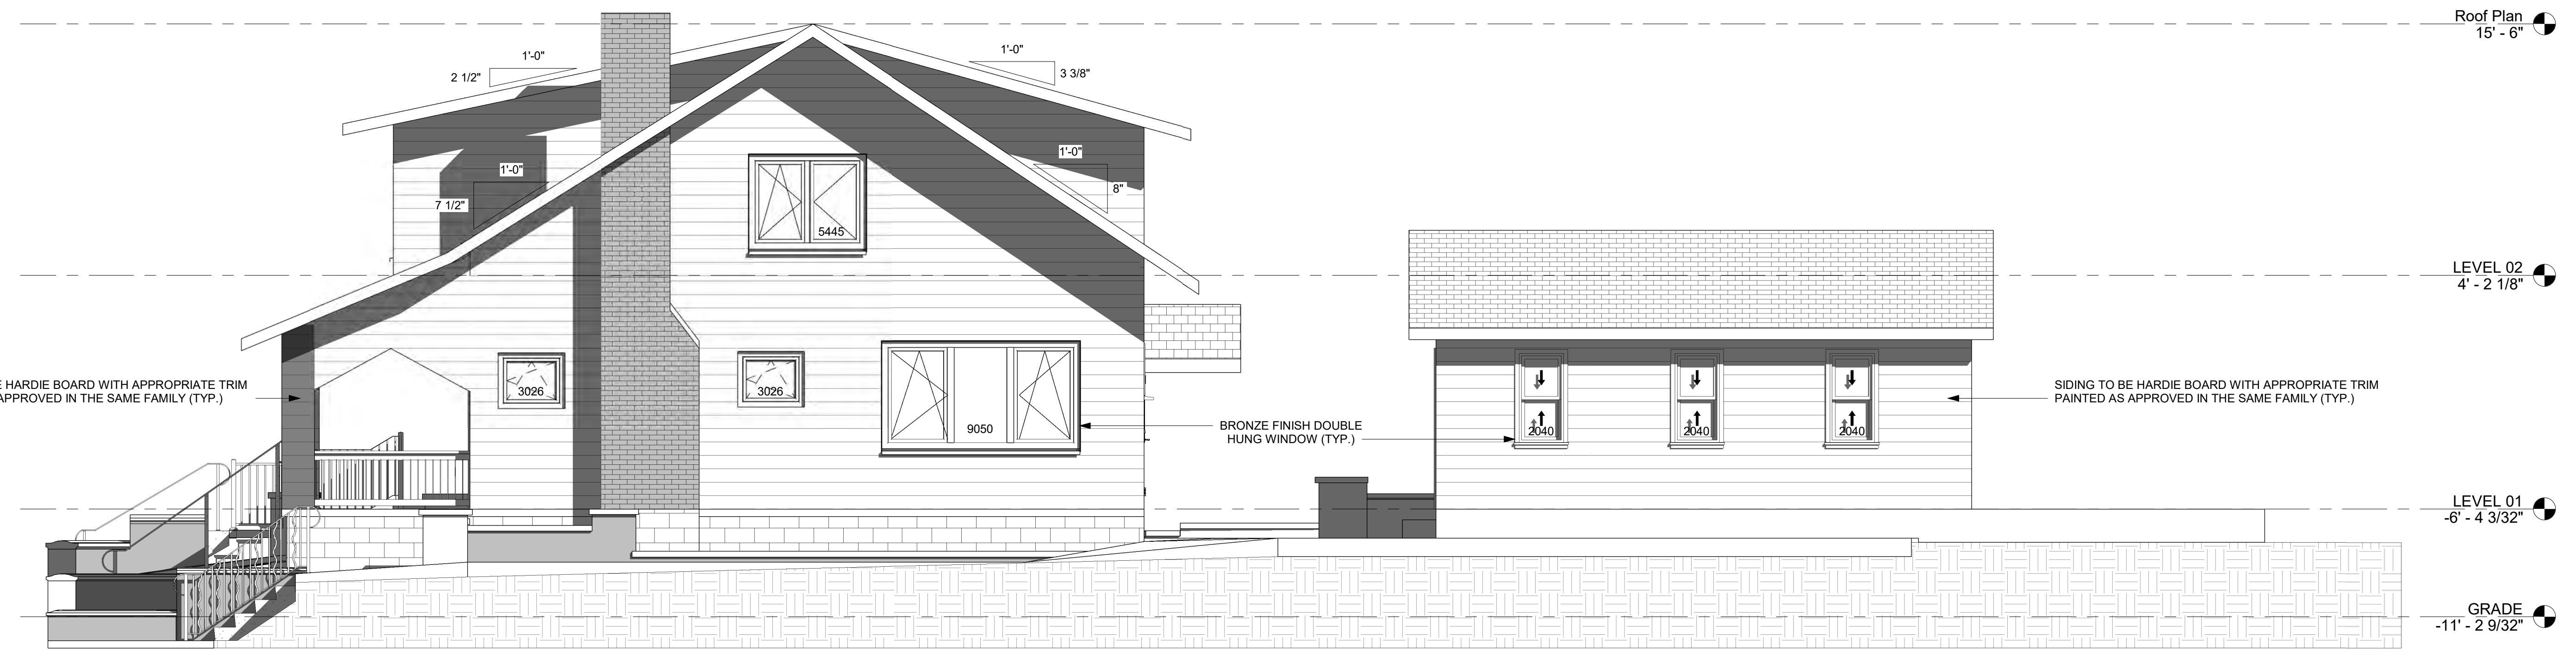 Roof Plan
15' - 6"
1'-0"
2 1/2"
1'-0"
3 3/8"
1'-0"
7 1/2"
1'-0"
8"
5445
LEVEL 02
4' - 2 1/8"
HARDIE BOARD WITH APPROPRIATE TRIM
APPROVED IN THE SAME FAMILY (TYP.)
3026
3026
9050
BRONZE FINISH DOUBLE
HUNG WINDOW (TYP.)
2040
2040
2040
SIDING TO BE HARDIE BOARD WITH APPROPRIATE TRIM
PAINTED AS APPROVED IN THE SAME FAMILY (TYP.)
LEVEL 01
-6' - 4 3/32"
GRADE
-11' - 2 9/32"